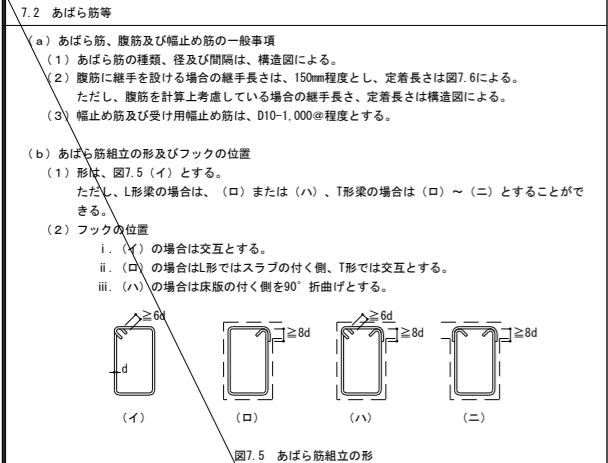 7.2 あばら筋等
(a) あばら筋、腹筋及び幅止め筋の一般事項
(1) あばら筋の種類、径及び間隔は、構造図による。
(2) 腹筋に継手を設ける場合の継手長さは、150mm程度とし、定着長さは図7.6による。
ただし、腹筋を計算上考慮している場合の継手長さ、定着長さは構造図による。
(3) 幅止め筋及び受け用幅止め筋は、D10-1,000@程度とする。
(b) あばら筋組立の形及びフックの位置
(1) 形は、図7.5（イ）とする。
ただし、L形梁の場合は、（ロ）または（ハ）、T形梁の場合は（ロ）～（ニ）とすることがで
きる。
(2) フックの位置
ⅰ.（イ）の場合は交互とする。
ⅱ.（ロ）の場合はL形ではスラブの付く側、T形では交互とする。
ⅲ.（ハ）の場合は床版の付く側を90°折曲げとする。
≧6d ≧8d ≧6d ≧8d ≧8d
d
（イ） （ロ） （ハ） （ニ）
図7.5 あばら筋組立の形